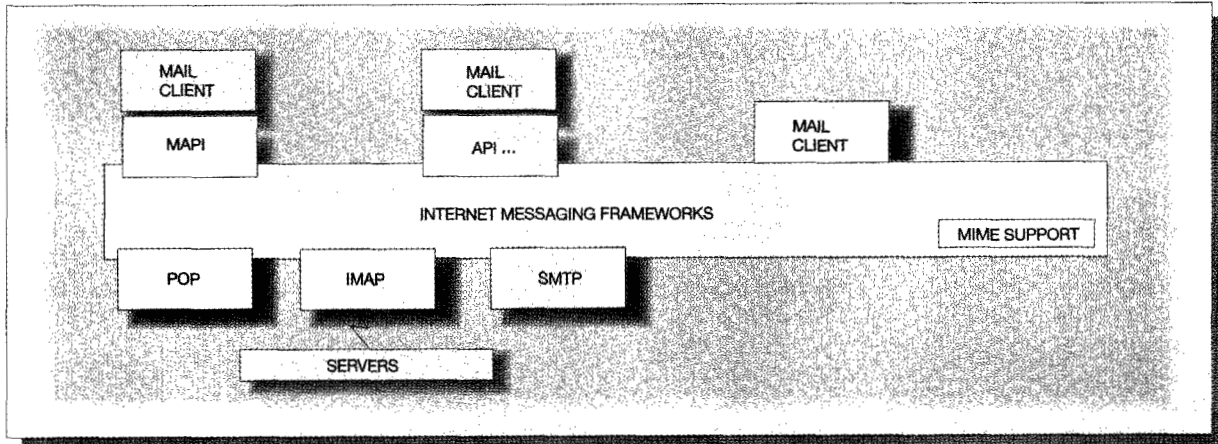 MAIL
CLIENT
MAPI
MAIL
CLIENT
API ...
MAIL
CLIENT
INTERNET MESSAGING FRAMEWORKS
MIME SUPPORT
POP
IMAP
SMTP
SERVERS